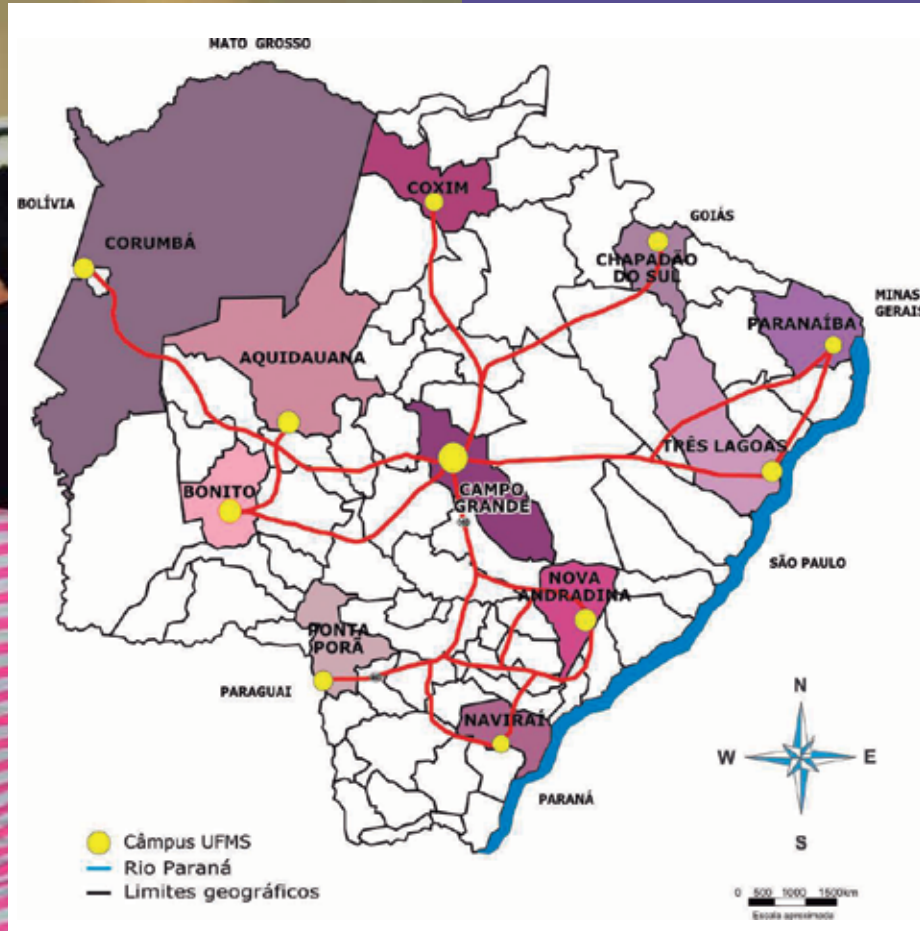 MATO GROSSO
BOLÍVIA
CORUMBÁ
COXIM
GOIÁS
CHAPADÃO
DO SUL
MINAS
GERAIS
PARANAÍBA
AQUIDAUANA
TRÊS LAGOAS
BONITO
CAMPO
GRANDE
SÃO PAULO
NOVA
ANDRADINA
PONTA
PORÃ
PARAGUAI
NAVIRAÍ
PARANÁ
N
W
E
S
Câmpus UFMS
Rio Paraná
Limites geográficos
0 500 1000 1500km
Escala aproximada